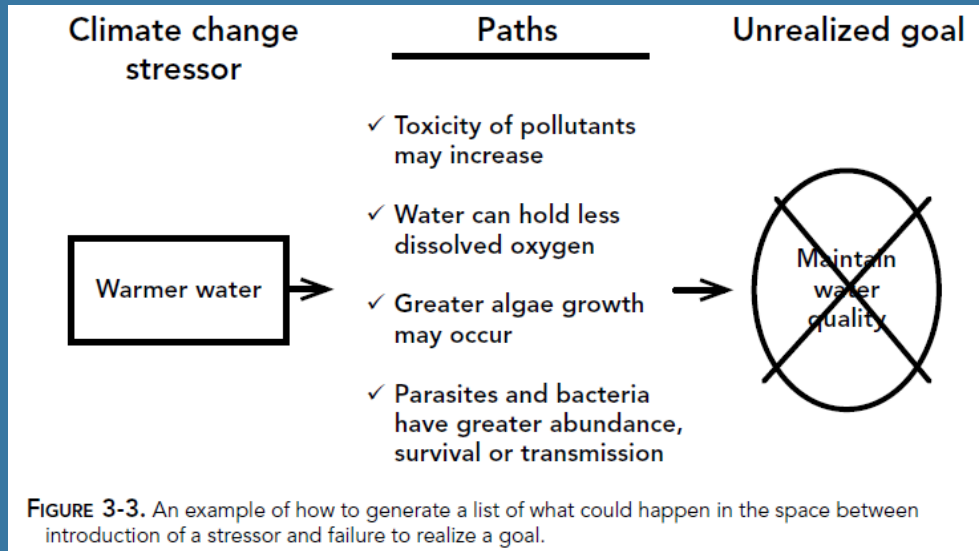 Climate change
stressor
Paths
Unrealized goal
✓ Toxicity of pollutants
may increase
✓ Water can hold less
dissolved oxygen
Warmer water
✓ Greater algae growth
may occur
✓ Parasites and bacteria
have greater abundance,
survival or transmission
Maintain
water
quality
FIGURE 3-3. An example of how to generate a list of what could happen in the space between
introduction of a stressor and failure to realize a goal.